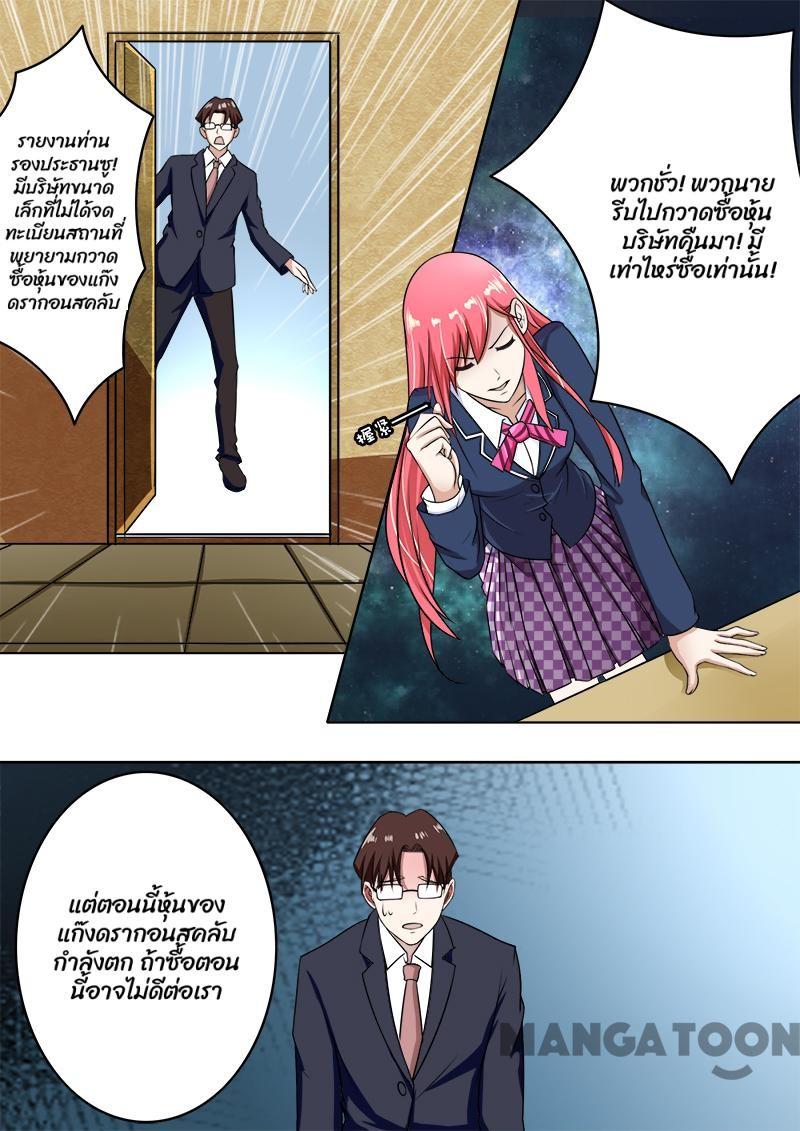 รายงานท่าน
รองประธานซู!
มีบริษัทขนาด
เล็กที่ไม่ได้จด
ทะเบียนสถานที่
พยายามกวาด
ซื้อหุ้นของแก๊ง
ดรากอนสคลับ
พวกชั่ว! พวกนาย
รีบไปกวาดซื้อหุ้น
บริษัทคืนมา! มี
เท่าไหร่ซื้อเท่านั้น!
握紧
แต่ตอนนี้หุ้นของ
แก๊งดรากอนสคลับ
กำลังตก ถ้าซื้อตอน
นี้อาจไม่ดีต่อเรา
MANGATOON